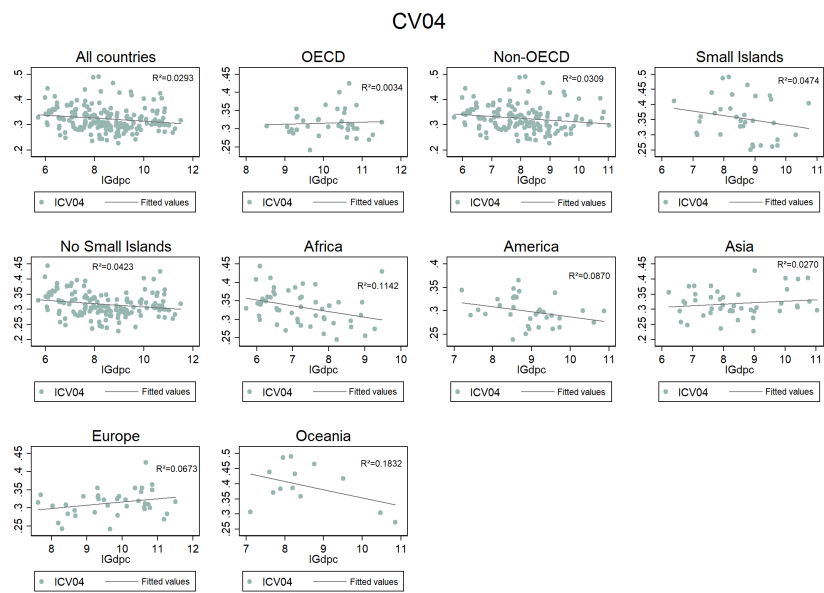 CV04
All countries
R²=0.0293
.2 .3 .4 .5
6 8 10 12
lGdpc
ICV04 Fitted values
OECD
R²=0.0034
.25 .3 .35 .4 .45
8 9 10 11 12
lGdpc
ICV04 Fitted values
Non-OECD
R²=0.0309
.2 .3 .4 .5
6 7 8 9 10 11
lGdpc
ICV04 Fitted values
Small Islands
R²=0.0474
.25 .3 .35 .4 .45 .5
6 7 8 9 10 11
lGdpc
ICV04 Fitted values
No Small Islands
R²=0.0423
.2 .25 .3 .35 .4 .45
6 8 10 12
lGdpc
ICV04 Fitted values
Africa
R²=0.1142
.25 .3 .35 .4 .45
6 7 8 9 10
lGdpc
ICV04 Fitted values
America
R²=0.0870
.25 .3 .35 .4
7 8 9 10 11
lGdpc
ICV04 Fitted values
Asia
R²=0.0270
.2 .25 .3 .35 .4 .45
6 7 8 9 10 11
lGdpc
ICV04 Fitted values
Europe
R²=0.0673
.25 .3 .35 .4 .45
8 9 10 11 12
lGdpc
ICV04 Fitted values
Oceania
R²=0.1832
.25 .3 .35 .4 .45 .5
7 8 9 10 11
lGdpc
ICV04 Fitted values